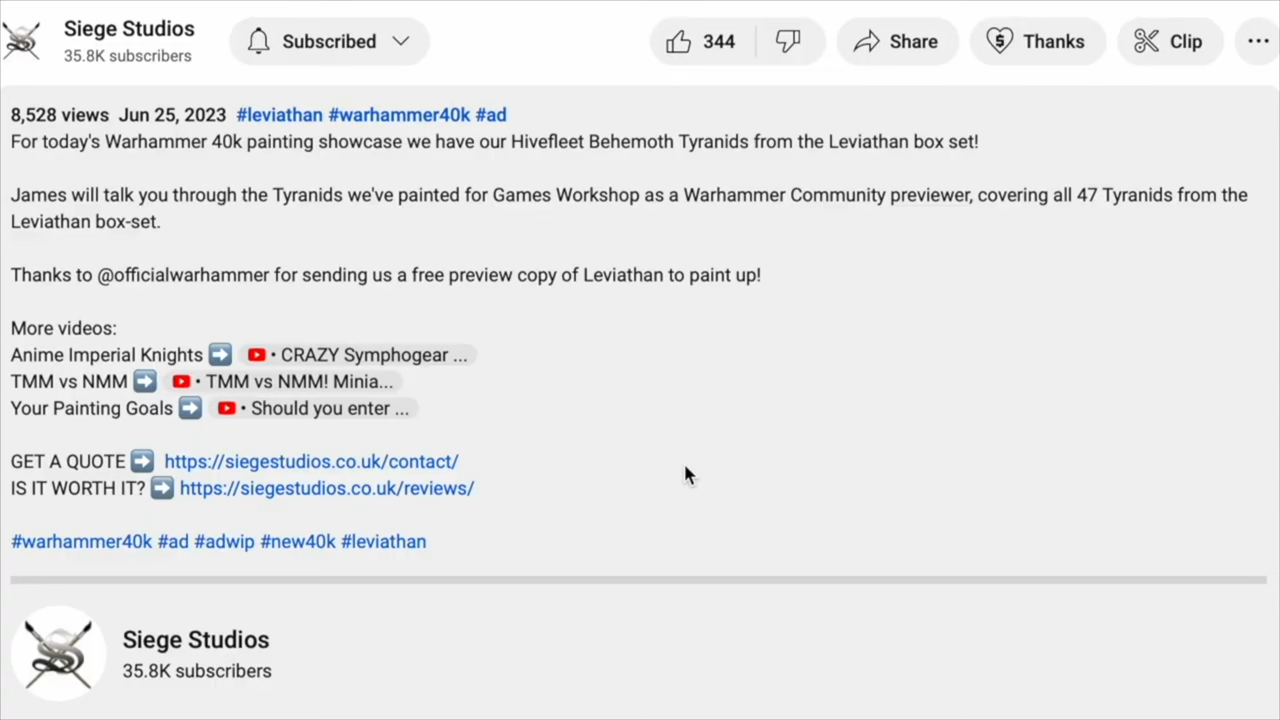 Siege Studios
35.8K subscribers
Subscribed
344
Share
Thanks
Clip
8,528 views Jun 25, 2023 #leviathan #warhammer40k #ad
For today's Warhammer 40k painting showcase we have our Hivefleet Behemoth Tyranids from the Leviathan box set!
James will talk you through the Tyranids we've painted for Games Workshop as a Warhammer Community previewer, covering all 47 Tyranids from the
Leviathan box-set.
Thanks to @officialwarhammer for sending us a free preview copy of Leviathan to paint up!
More videos:
Anime Imperial Knights ➡️ • CRAZY Symphogear ...
TMM vs NMM ➡️ • TMM vs NMM! Minia...
Your Painting Goals ➡️ • Should you enter ...
GET A QUOTE ➡️ https://siegestudios.co.uk/contact/
IS IT WORTH IT? ➡️ https://siegestudios.co.uk/reviews/
#warhammer40k #ad #adwip #new40k #leviathan
Siege Studios
35.8K subscribers